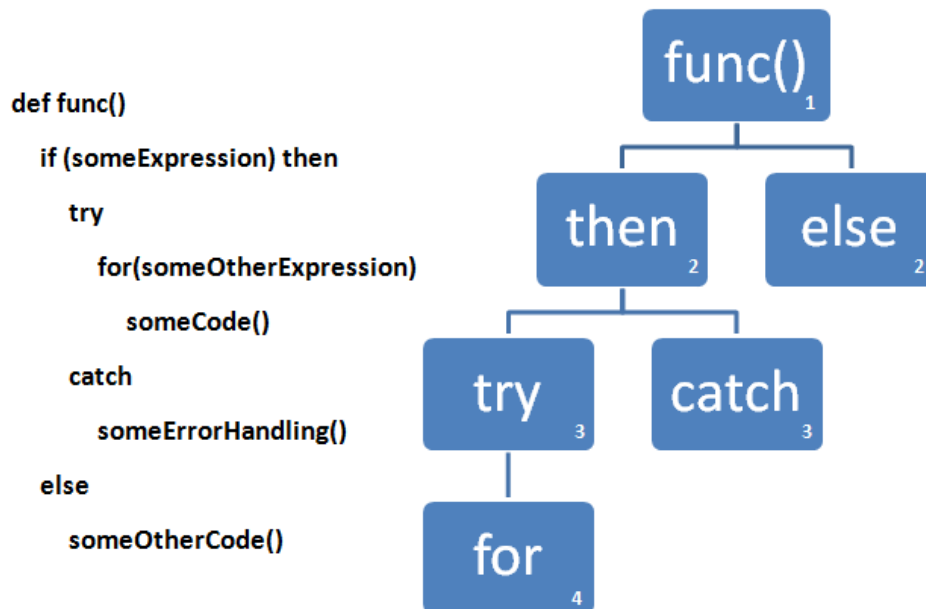 def func()
if (someExpression) then
try
for(someOtherExpression)
someCode()
catch
someErrorHandling()
else
someOtherCode()
func()
1
then
2
else
2
try
3
catch
3
for
4